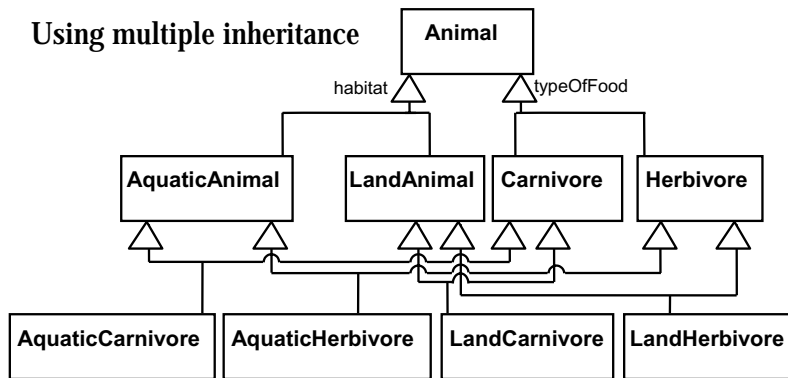 Using multiple inheritance
Animal
habitat
typeOfFood
AquaticAnimal
LandAnimal
Carnivore
Herbivore
AquaticCarnivore
AquaticHerbivore
LandCarnivore
LandHerbivore